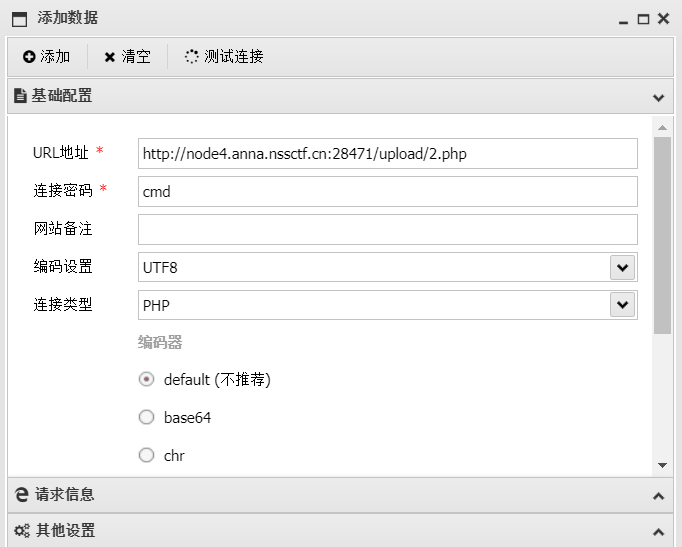 添加数据
添加 清空 测试连接
基础配置
URL地址 * http://node4.anna.nssctf.cn:28471/upload/2.php
连接密码 * cmd
网站备注
编码设置 UTF8
连接类型 PHP
编码器
default (不推荐)
base64
chr
请求信息
其他设置